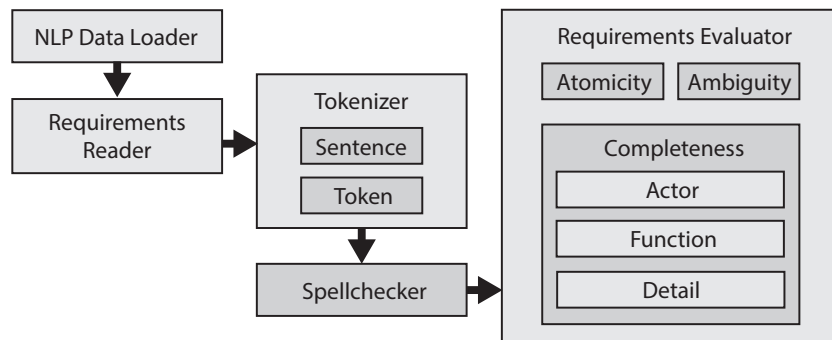 NLP Data Loader
Requirements
Reader
Tokenizer
Sentence
Token
Spellchecker
Requirements Evaluator
Atomicity
Ambiguity
Completeness
Actor
Function
Detail